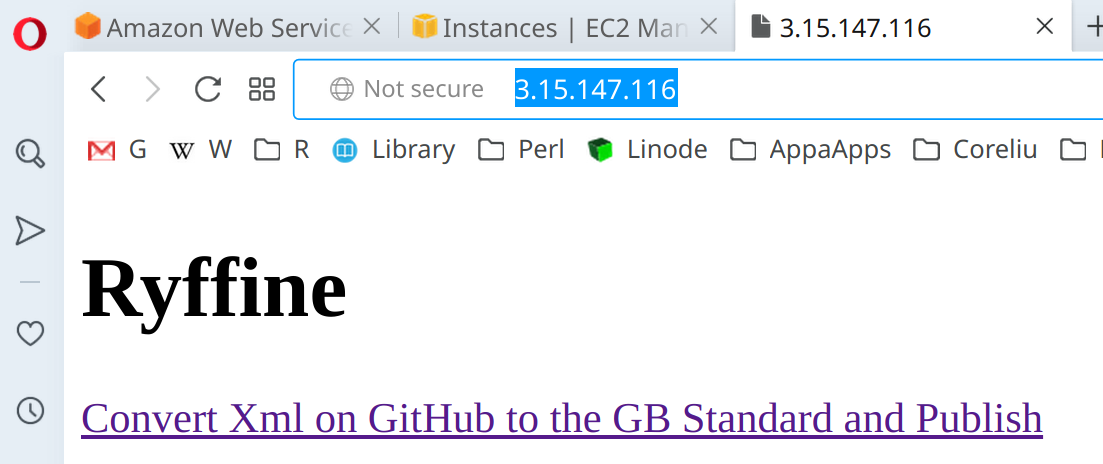 Amazon Web Service Instances | EC2 Man 3.15.147.116
Not secure 3.15.147.116
G W W R Library Perl Linode AppaApps Coreliu
Ryffine
Convert Xml on GitHub to the GB Standard and Publish